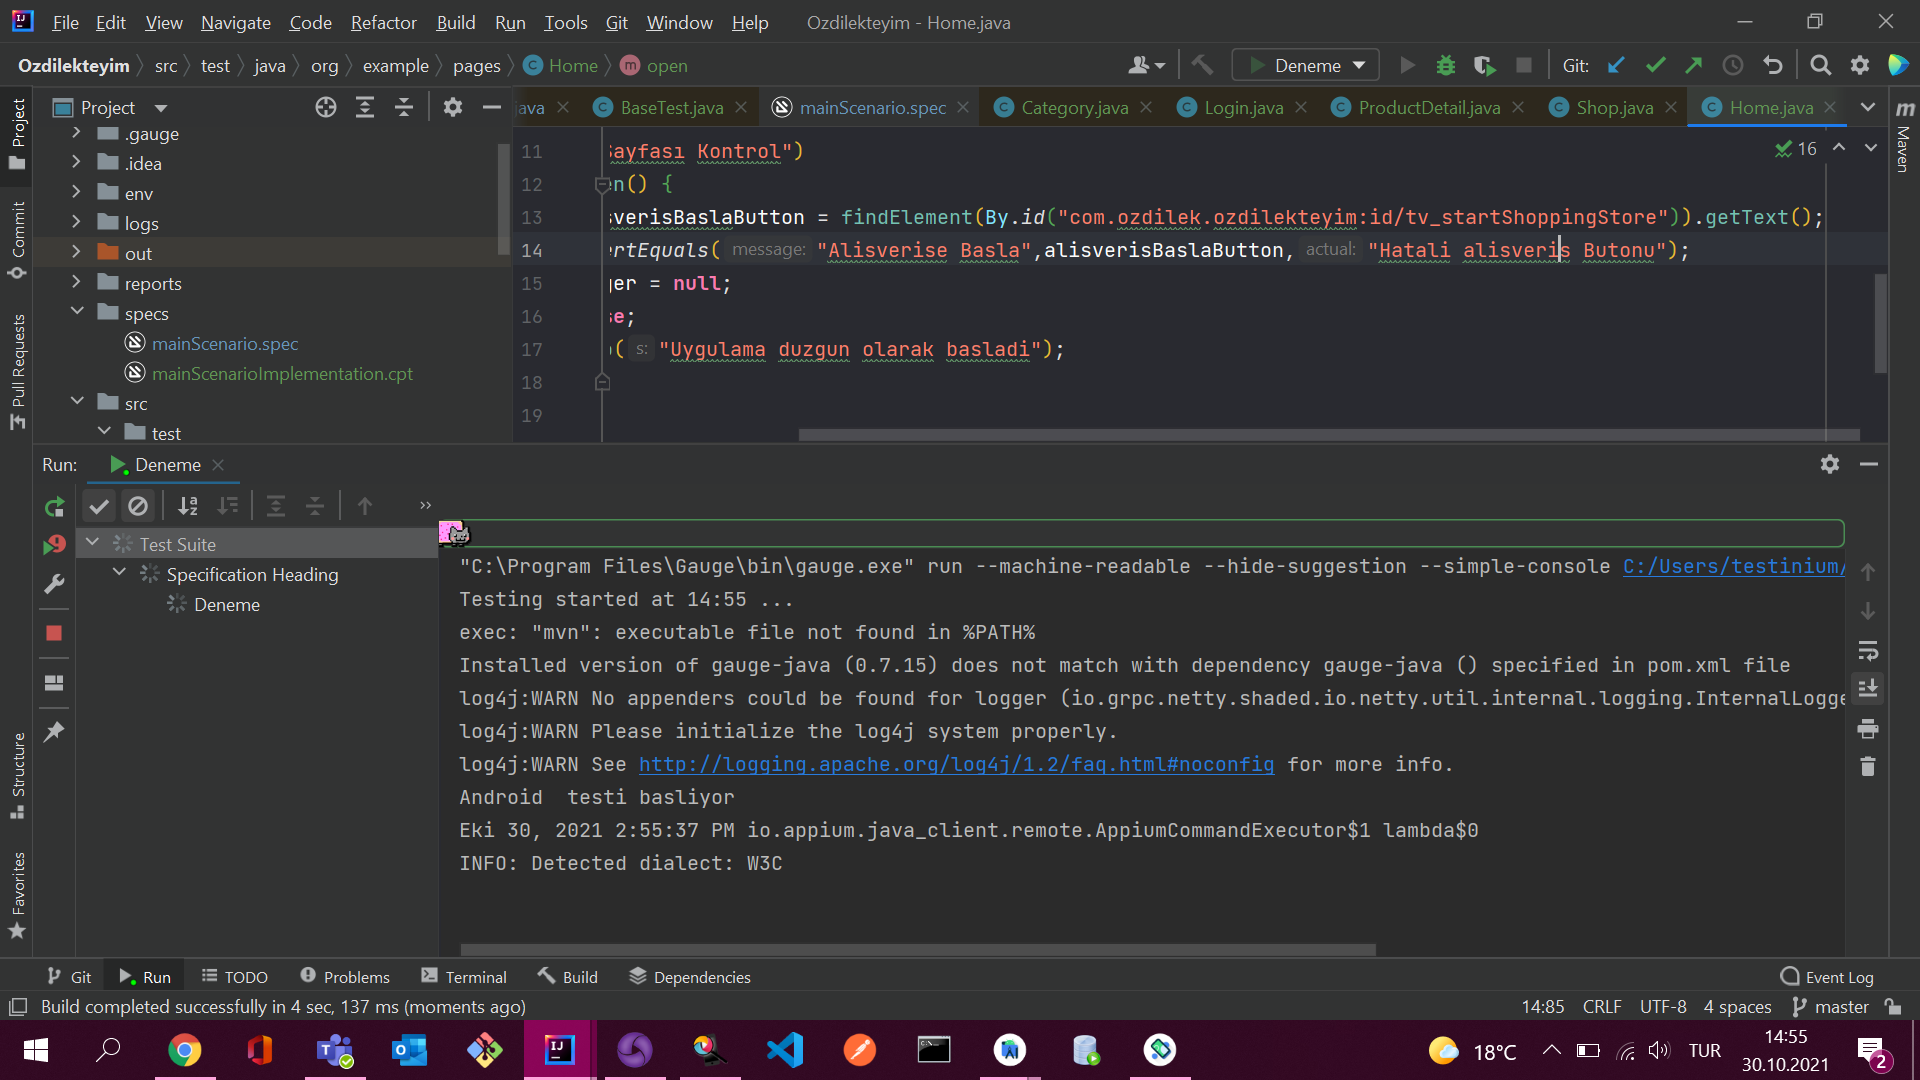 File Edit View Navigate Code Refactor Build Run Tools Git Window Help Ozdilekteyim - Home.java
Ozdilekteyim src test java org example pages Home open Deneme Git:
Project
java BaseTest.java mainScenario.spec Category.java Login.java ProductDetail.java Shop.java Home.java
.gauge
.idea
env
logs
out
reports
specs
mainScenario.spec
mainScenarioImplementation.cpt
src
test
16
11 Sayfası Kontrol")
12 en() {
13 sverisBaslaButton = findElement(By.id("com.ozdilek.ozdilekteyim:id/tv_startShoppingStore")).getText();
14 ertEquals( message: "Alisverise Basla",alisverisBaslaButton, actual: "Hatali alisveris Butonu");
15 ger = null;
16 se;
17 ( s: "Uygulama duzgun olarak basladi");
18
19
Project
Commit
Pull Requests
Structure
Favorites
Maven
Run: Deneme
Test Suite
Specification Heading
Deneme
"C:\Program Files\Gauge\bin\gauge.exe" run --machine-readable --hide-suggestion --simple-console C:/Users/testinium/
Testing started at 14:55 ...
exec: "mvn": executable file not found in %PATH%
Installed version of gauge-java (0.7.15) does not match with dependency gauge-java () specified in pom.xml file
log4j:WARN No appenders could be found for logger (io.grpc.netty.shaded.io.netty.util.internal.logging.InternalLogge
log4j:WARN Please initialize the log4j system properly.
log4j:WARN See http://logging.apache.org/log4j/1.2/faq.html#noconfig for more info.
Android  testi basliyor
Eki 30, 2021 2:55:37 PM io.appium.java_client.remote.AppiumCommandExecutor$1 lambda$0
INFO: Detected dialect: W3C
Git Run TODO Problems Terminal Build Dependencies Event Log
Build completed successfully in 4 sec, 137 ms (moments ago) 14:85 CRLF UTF-8 4 spaces master
18°C TUR 14:55
30.10.2021
2